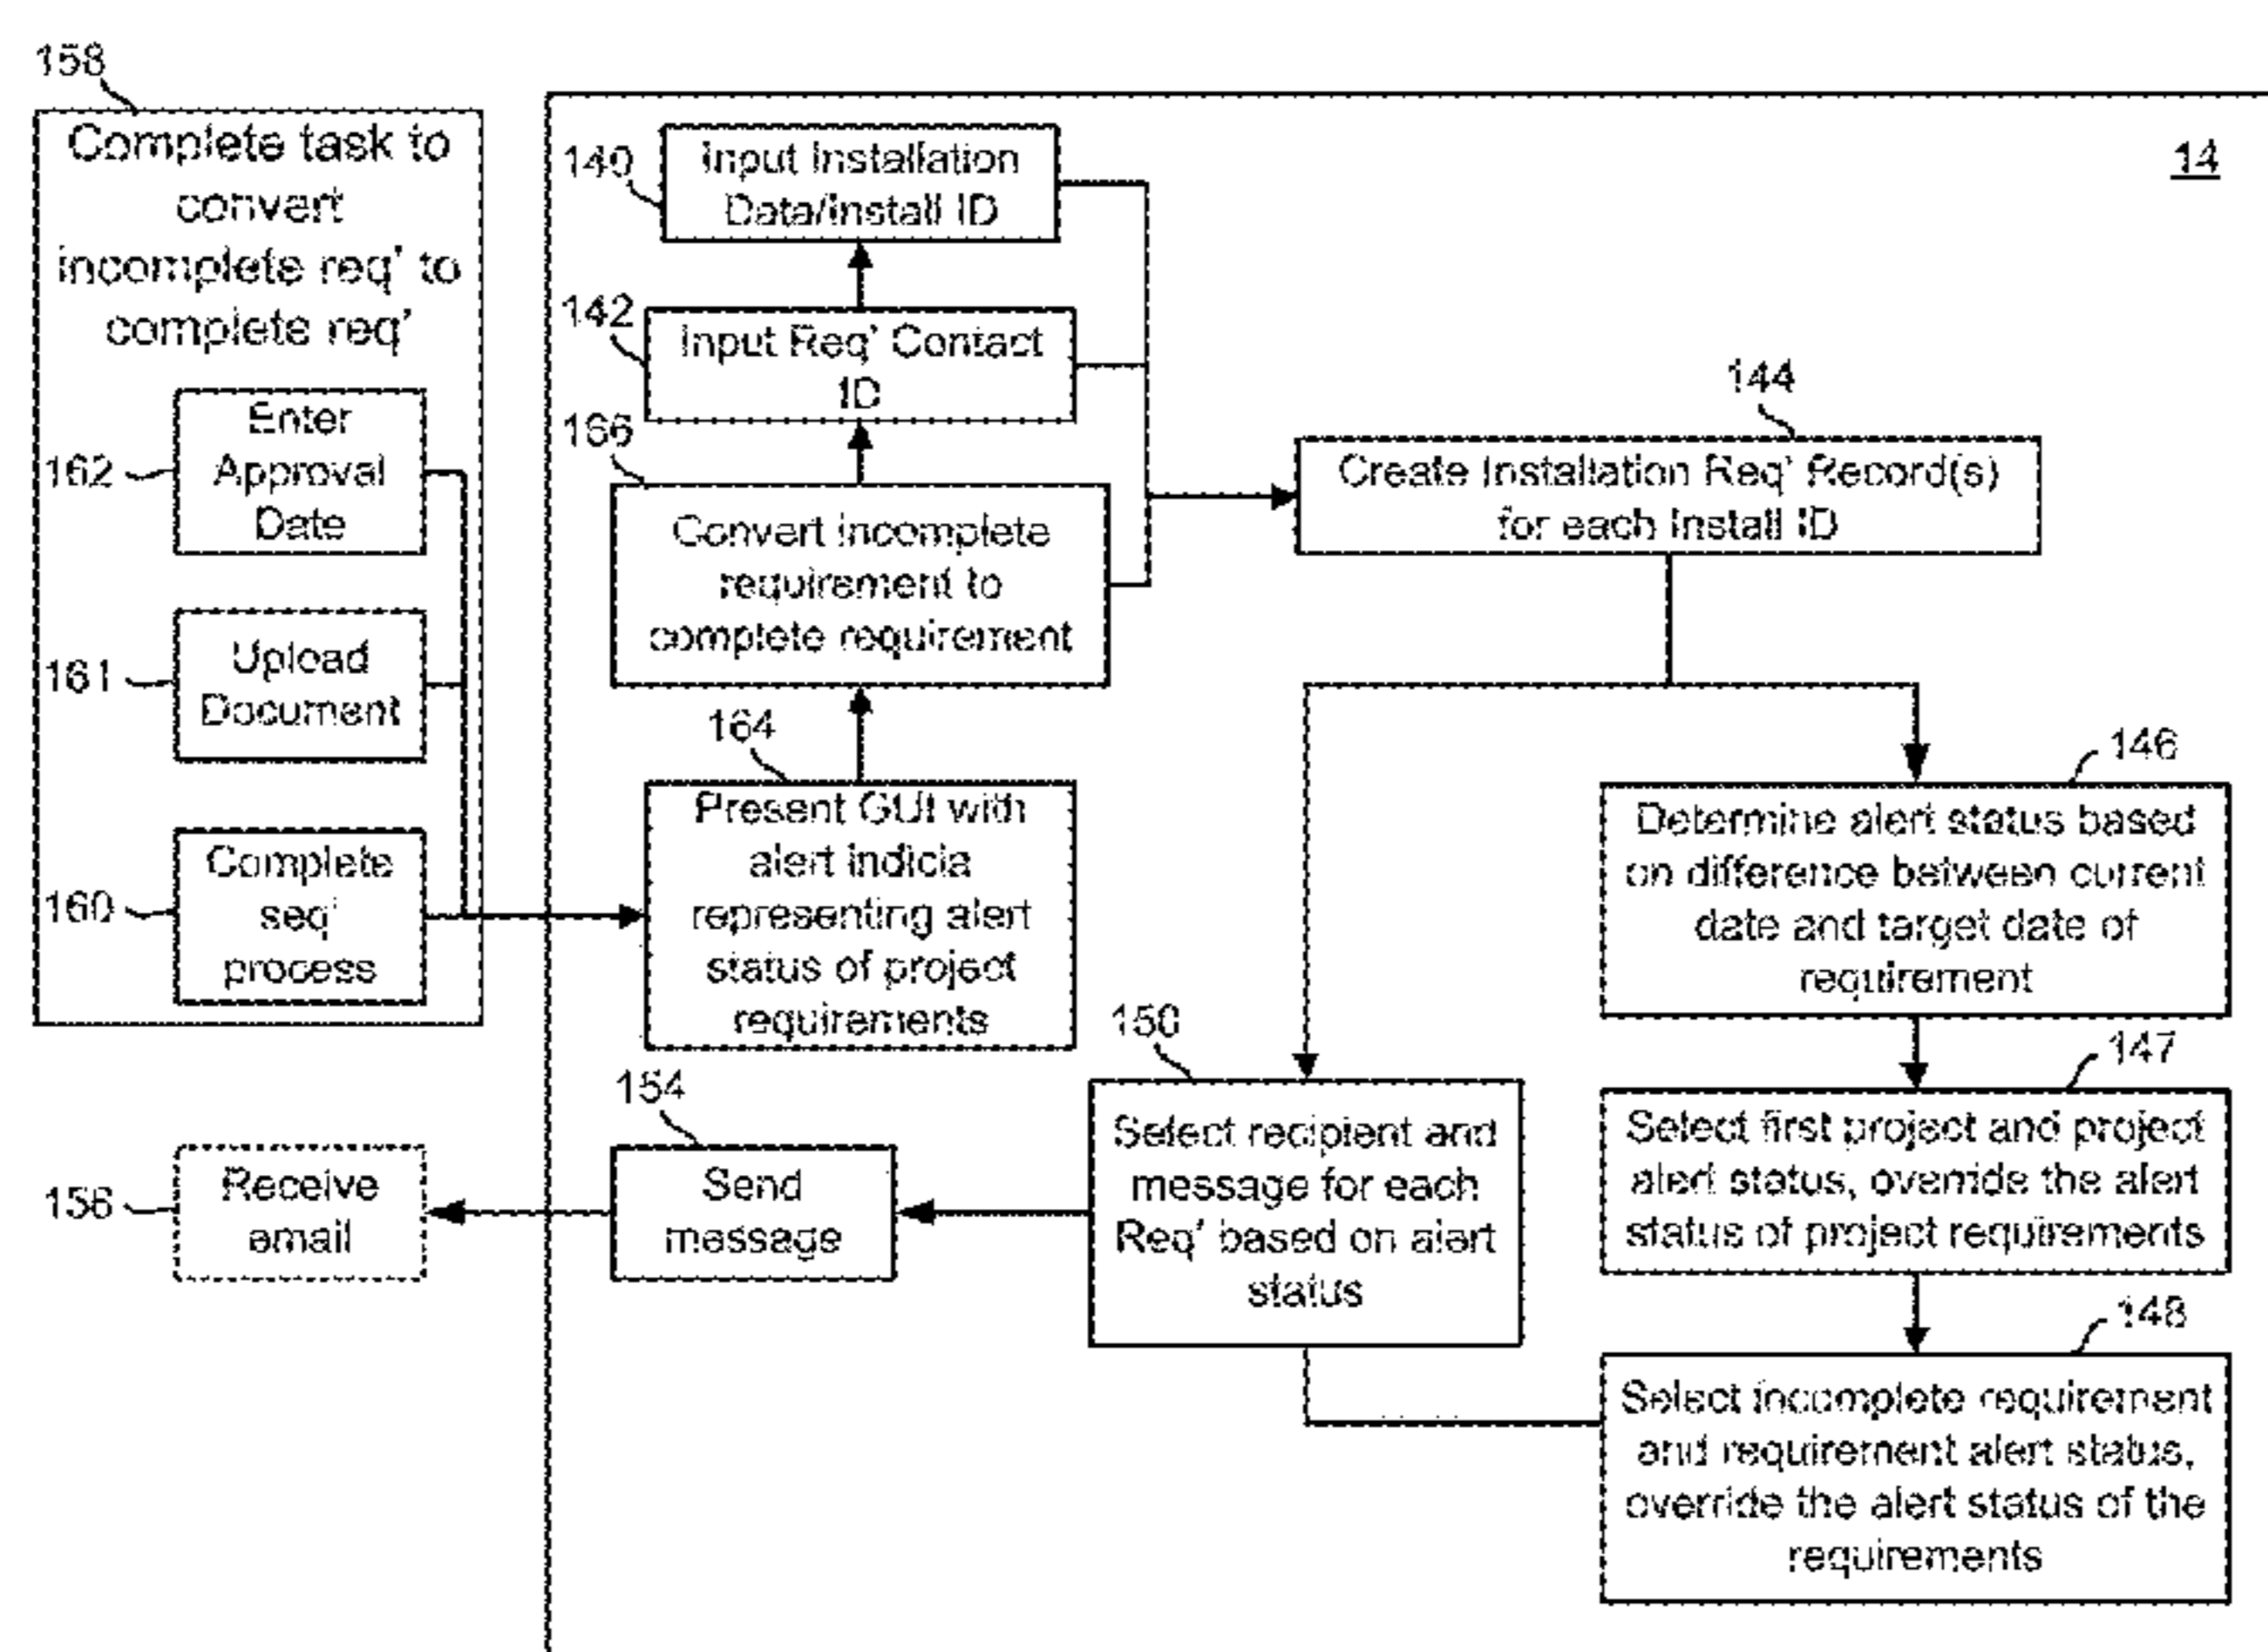 158
Complete task to
convert
incomplete req' to
complete req'
162
Enter
Approval
Date
161
Upload
Document
160
Complete
seq'
process
14
140
Input Installation
Data/Install ID
142
Input Req' Contact
ID
166
Convert incomplete
requirement to
complete requirement
164
Present GUI with
alert indicia
representing alert
status of project
requirements
144
Create Installation Req' Record(s)
for each Install ID
146
Determine alert status based
on difference between current
date and target date of
requirement
147
Select first project and project
alert status, override the alert
status of project requirements
148
Select incomplete requirement
and requirement alert status,
override the alert status of the
requirements
150
Select recipient and
message for each
Req' based on alert
status
154
Send
message
156
Receive
email